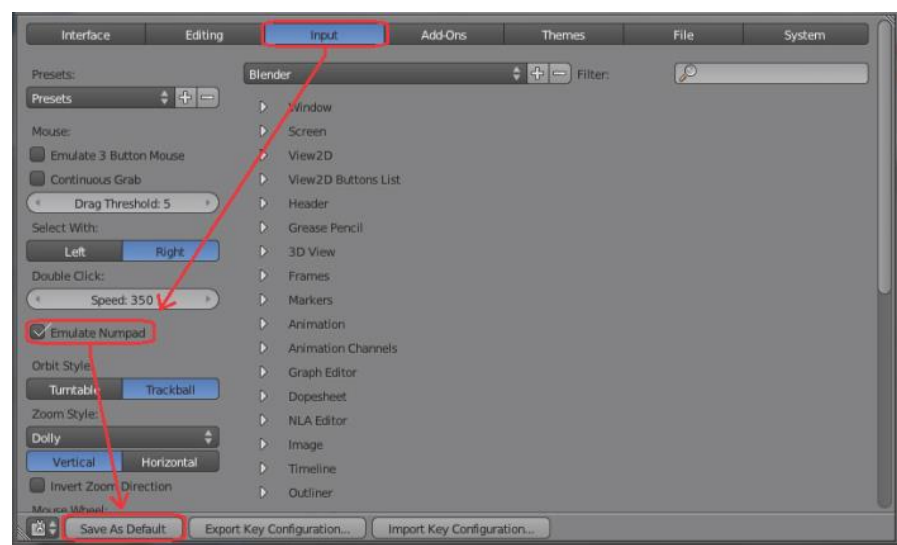 Interface Editing Input Add-Ons Themes File System
Presets:
Presets
Mouse:
Emulate 3 Button Mouse
Continuous Grab
Drag Threshold: 5
Select With:
Left Right
Double Click:
Speed: 350
Emulate Numpad
Orbit Style:
Turntable Trackball
Zoom Style:
Dolly
Vertical Horizontal
Invert Zoom Direction
Mouse Wheel:
Blender Filter:
Window
Screen
View2D
View2D Buttons List
Header
Grease Pencil
3D View
Frames
Markers
Animation
Animation Channels
Graph Editor
Dopesheet
NLA Editor
Image
Timeline
Outliner
Save As Default Export Key Configuration... Import Key Configuration...